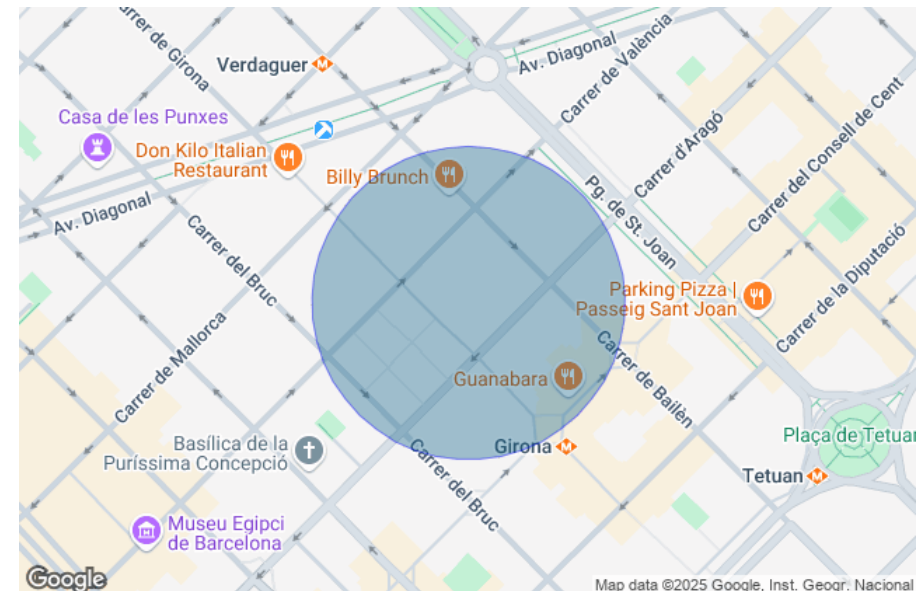 Carrer de Girona
Verdaguer
Av. Diagonal
Carrer de València
Casa de les Punxes
Don Kilo Italian
Restaurant
Billy Brunch
Carrer d'Aragó
Carrer del Consell de Cent
Av. Diagonal
Pg. de St. Joan
Carrer del Bruc
Carrer de la Diputació
Parking Pizza |
Passeig Sant Joan
Carrer de Mallorca
Guanabara
Carrer de Bailèn
Basílica de la
Puríssima Concepció
Girona
Plaça de Tetuan
Carrer del Bruc
Tetuan
Museu Egipci
de Barcelona
Google
Map data ©2025 Google, Inst. Geogr. Nacional